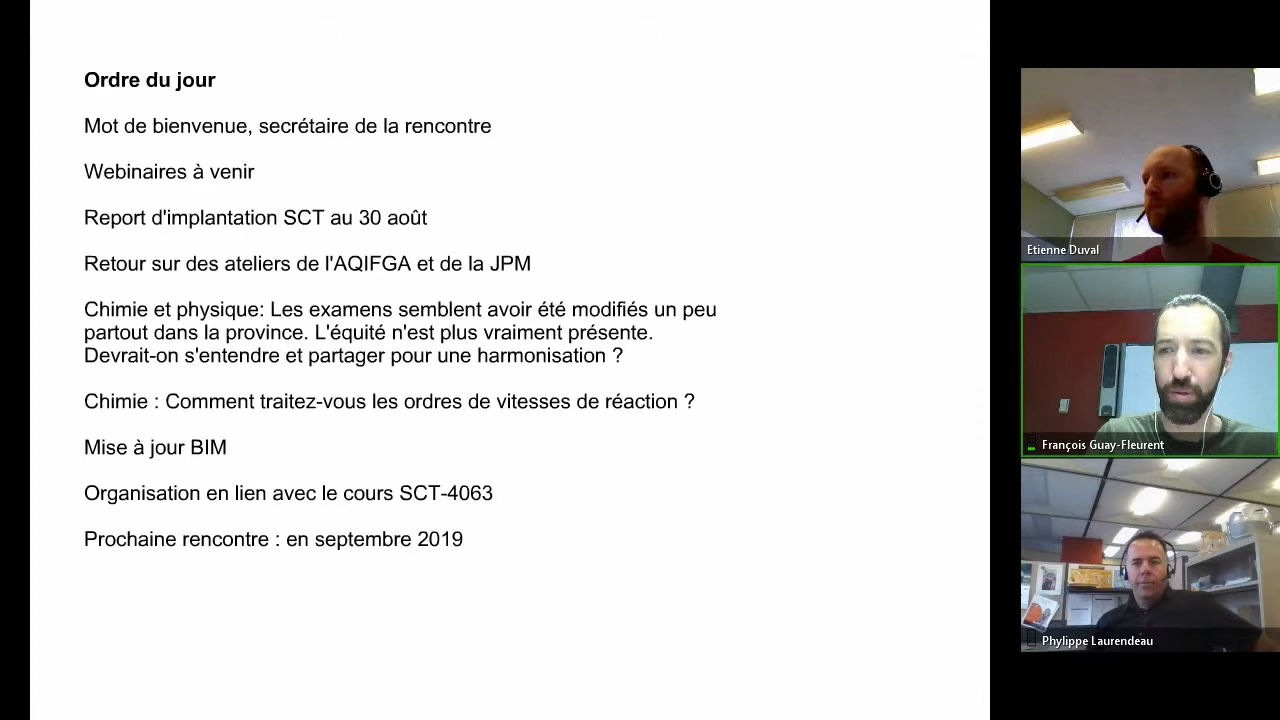 Ordre du jour
Mot de bienvenue, secrétaire de la rencontre
Webinaires à venir
Report d'implantation SCT au 30 août
Retour sur des ateliers de l'AQIFGA et de la JPM
Chimie et physique: Les examens semblent avoir été modifiés un peu
partout dans la province. L'équité n'est plus vraiment présente.
Devrait-on s'entendre et partager pour une harmonisation ?
Chimie : Comment traitez-vous les ordres de vitesses de réaction ?
Mise à jour BIM
Organisation en lien avec le cours SCT-4063
Prochaine rencontre : en septembre 2019
Etienne Duval
François Guay-Fleurent
Phylippe Laurendeau